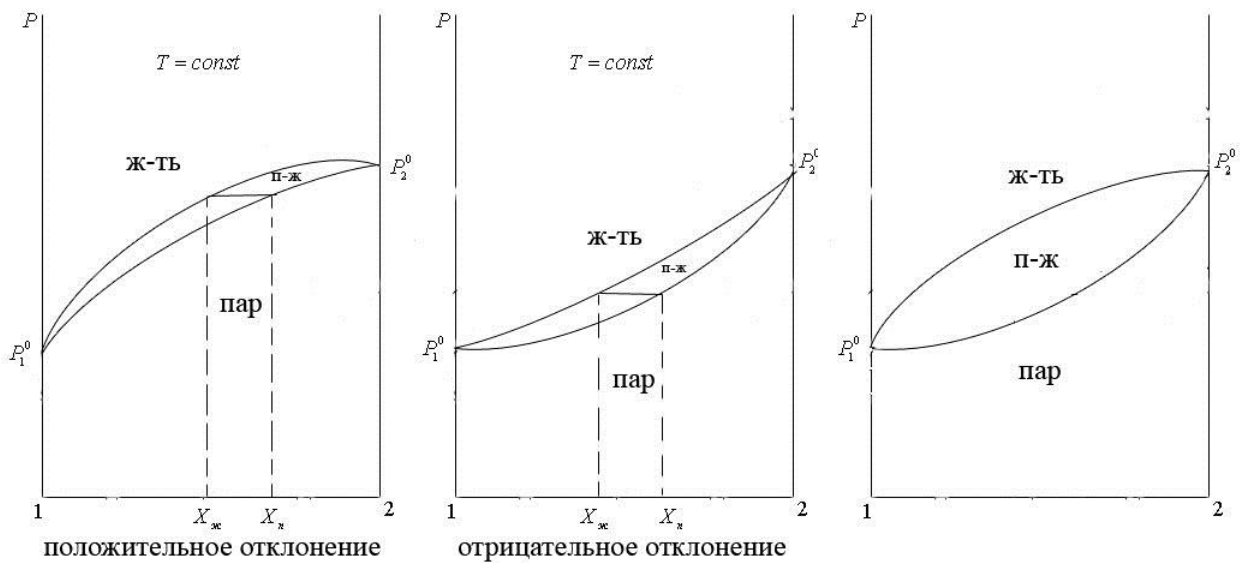 P
T = const
ж-ть
п-ж
пар
P₁⁰
P₂⁰
1
Xж
Xп
2
положительное отклонение
P
T = const
ж-ть
п-ж
пар
P₁⁰
P₂⁰
1
Xж
Xп
2
отрицательное отклонение
P
ж-ть
п-ж
пар
P₁⁰
P₂⁰
1
2